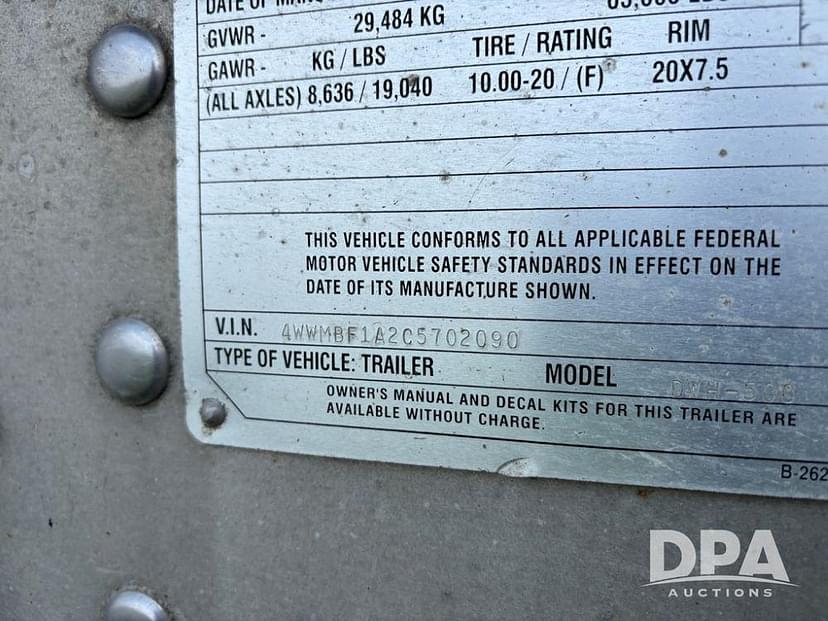 DATE OF
GVWR - 29,484 KG
GAWR - KG / LBS TIRE / RATING RIM
(ALL AXLES) 8,636 / 19,040 10.00-20 / (F) 20X7.5
THIS VEHICLE CONFORMS TO ALL APPLICABLE FEDERAL
MOTOR VEHICLE SAFETY STANDARDS IN EFFECT ON THE
DATE OF ITS MANUFACTURE SHOWN.
V.I.N. 4WWMBF1A2C5702090
TYPE OF VEHICLE: TRAILER MODEL
OWNER'S MANUAL AND DECAL KITS FOR THIS TRAILER ARE
AVAILABLE WITHOUT CHARGE.
B-262
DPA
AUCTIONS